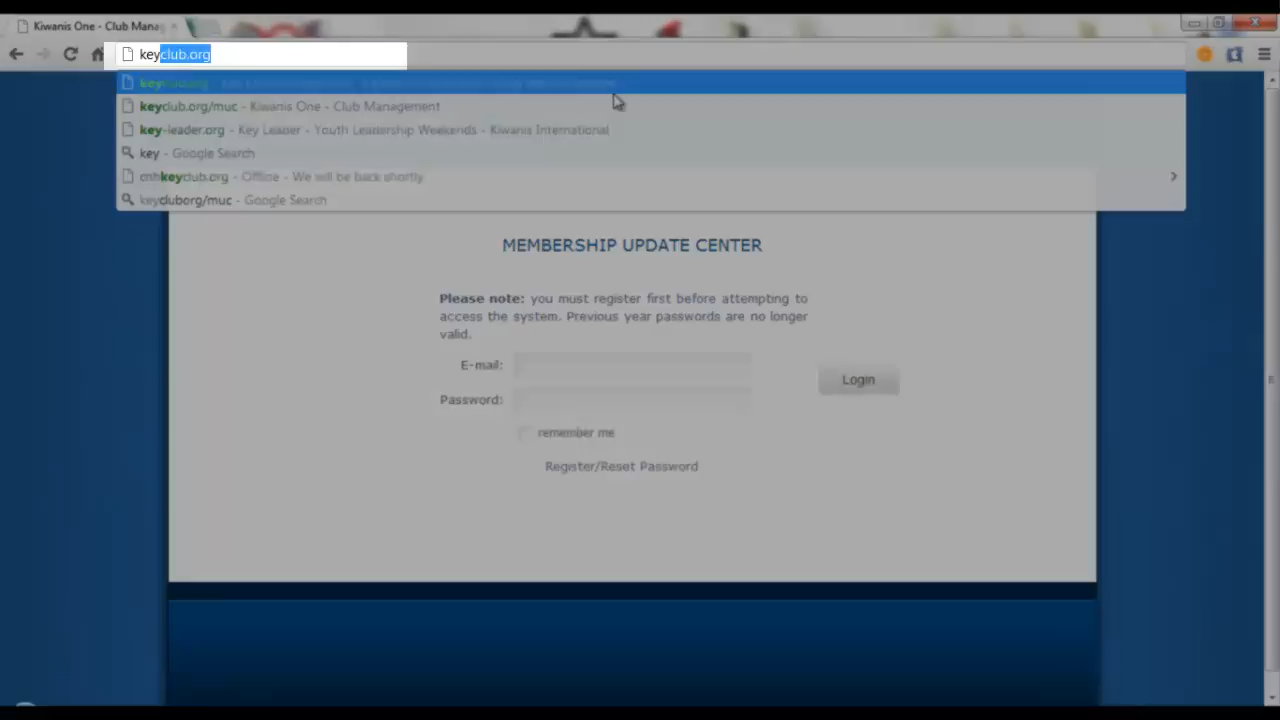 Kiwanis One - Club Manag
keyclub.org
keyclub.org/muc - Kiwanis One - Club Management
key-leader.org - Key Leader - Youth Leadership Weekends - Kiwanis International
key - Google Search
cnhkeyclub.org - Offline - We will be back shortly
keycluborg/muc - Google Search
MEMBERSHIP UPDATE CENTER
Please note: you must register first before attempting to
access the system. Previous year passwords are no longer
valid.
E-mail:
Login
Password:
remember me
Register/Reset Password